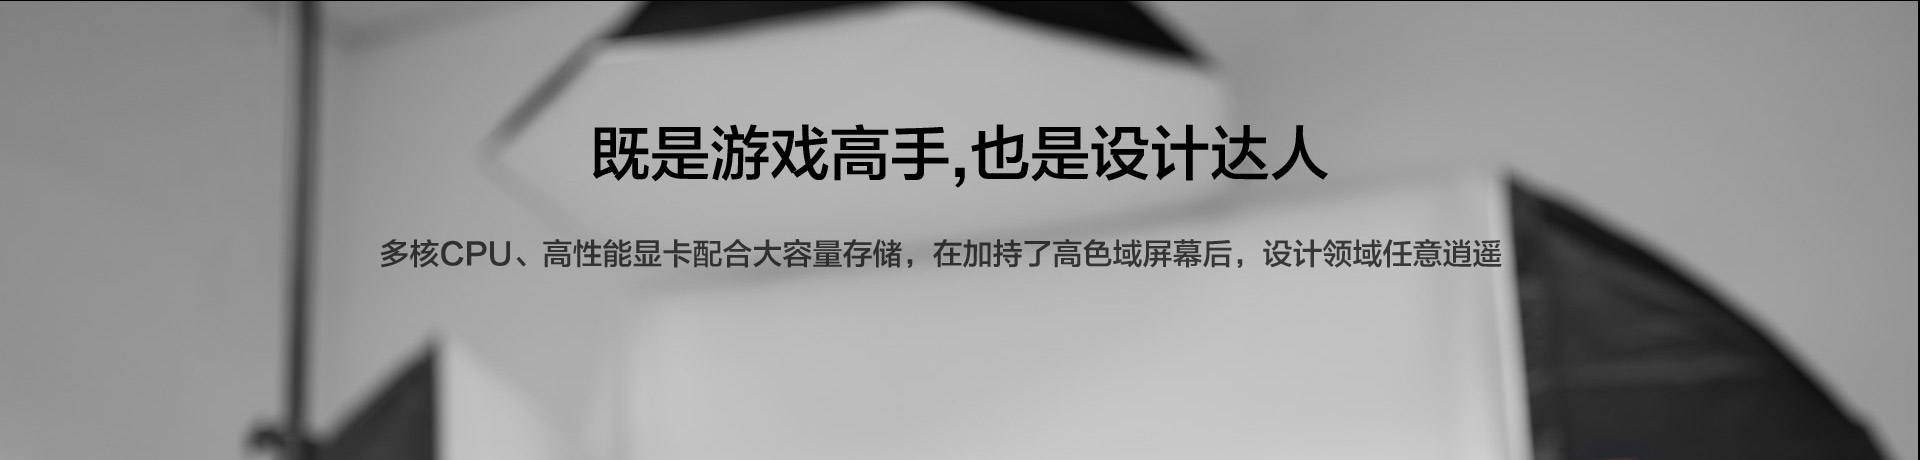 既是游戏高手,也是设计达人
多核CPU、高性能显卡配合大容量存储，在加持了高色域屏幕后，设计领域任意逍遥